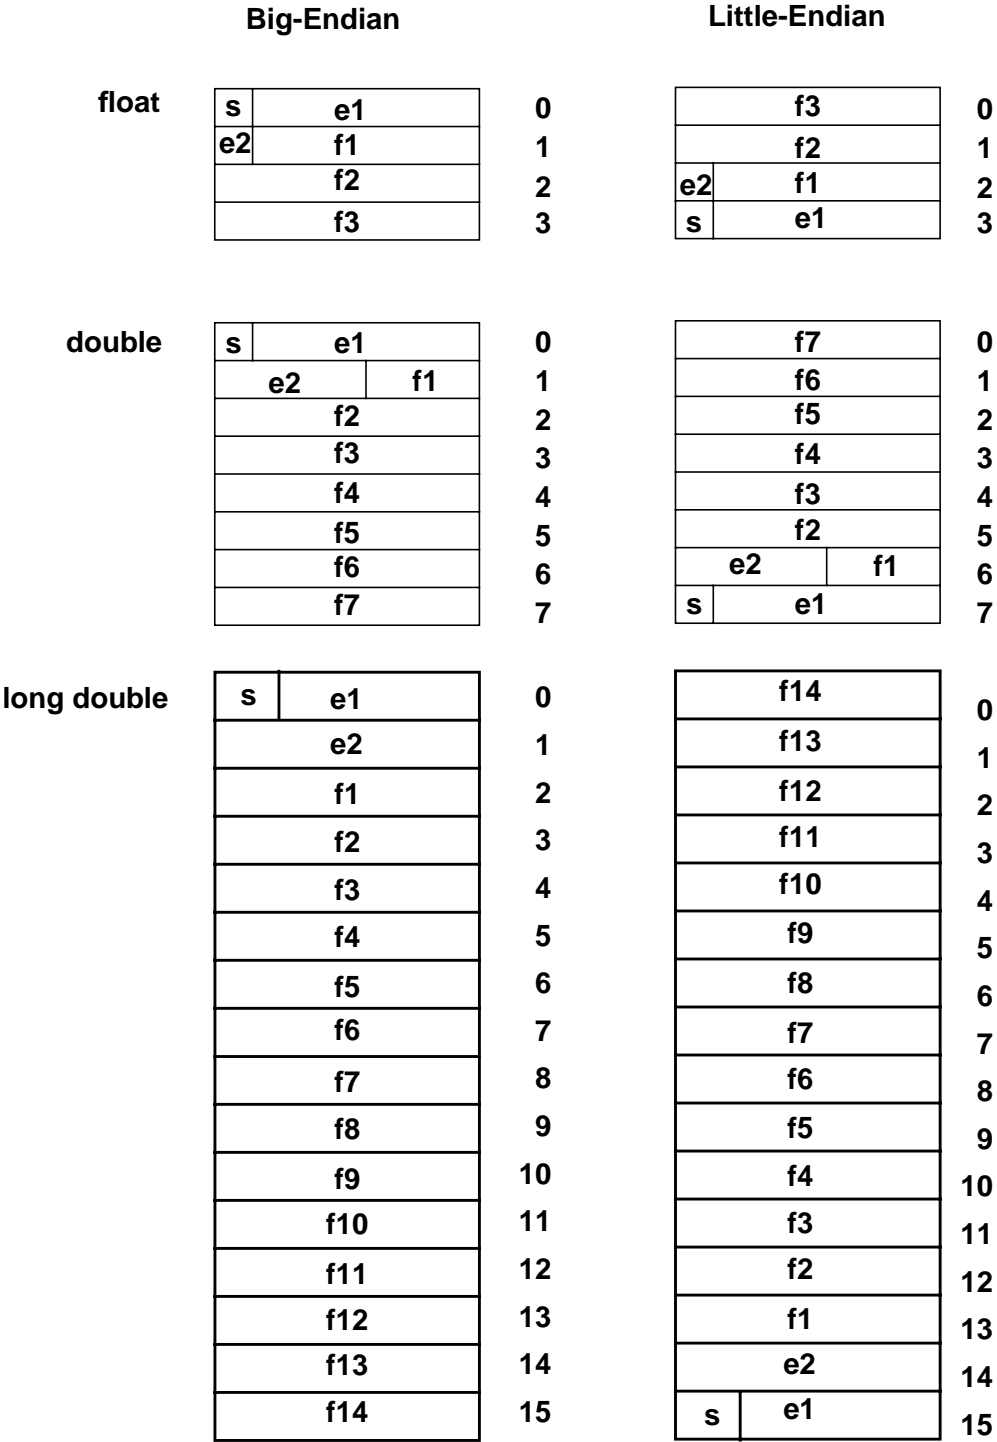 Big-Endian Little-Endian
float s e1 0 f3 0
e2 f1 1 f2 1
f2 2 e2 f1 2
f3 3 s e1 3
double s e1 0 f7 0
e2 f1 1 f6 1
f2 2 f5 2
f3 3 f4 3
f4 4 f3 4
f5 5 f2 5
f6 6 e2 f1 6
f7 7 s e1 7
long double s e1 0 f14 0
e2 1 f13 1
f1 2 f12 2
f2 3 f11 3
f3 4 f10 4
f4 5 f9 5
f5 6 f8 6
f6 7 f7 7
f7 8 f6 8
f8 9 f5 9
f9 10 f4 10
f10 11 f3 11
f11 12 f2 12
f12 13 f1 13
f13 14 e2 14
f14 15 s e1 15